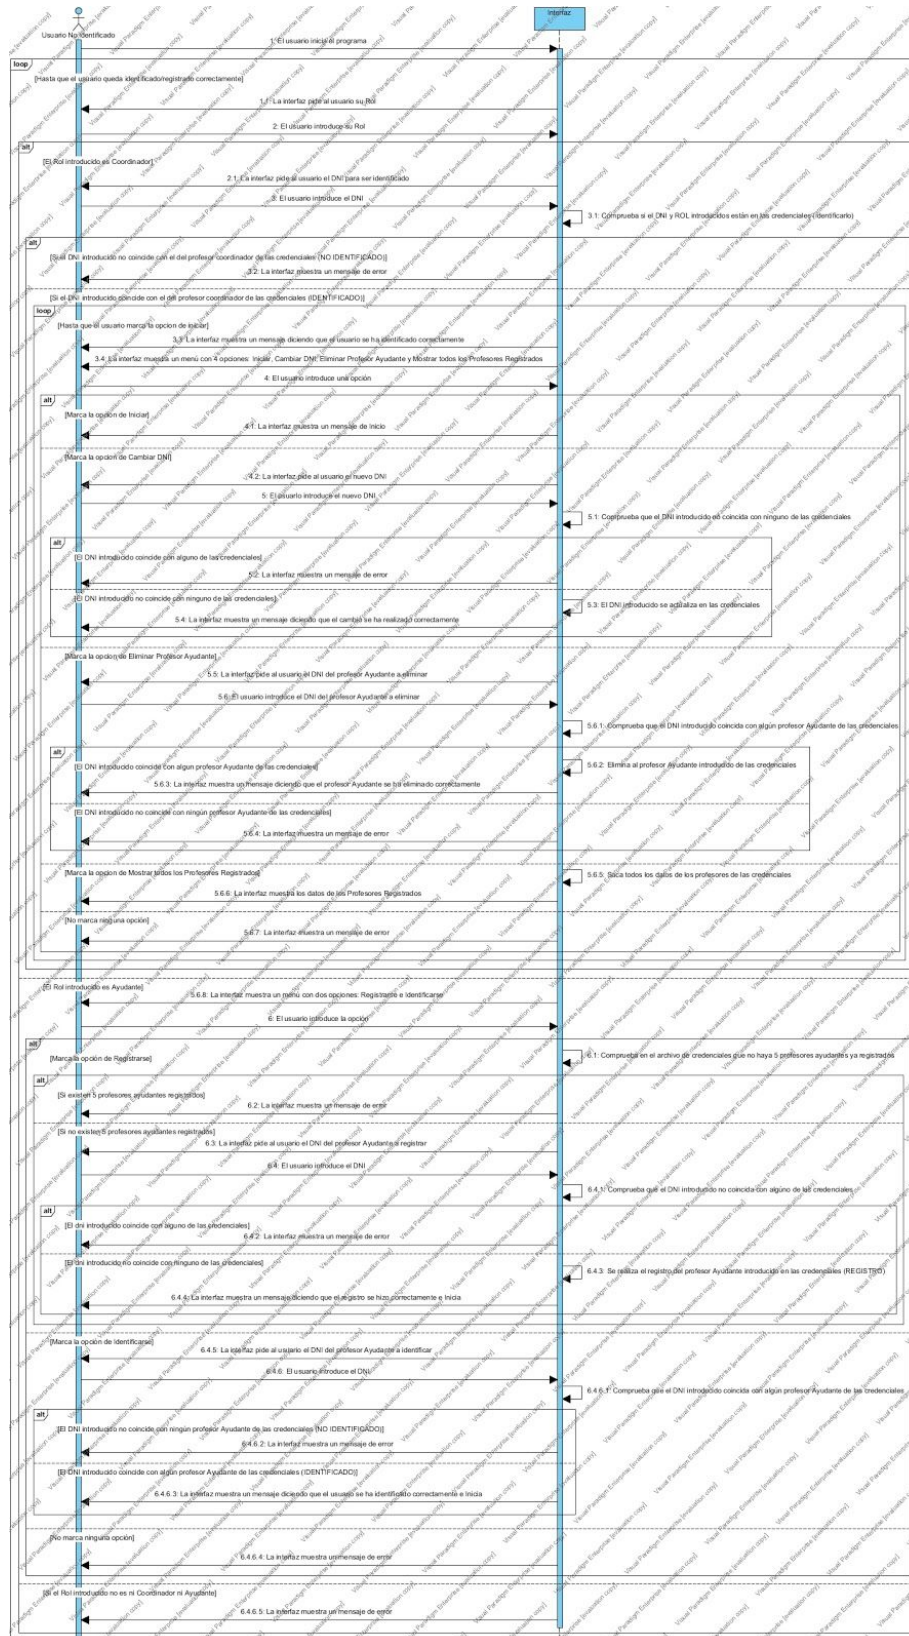 Usuario No Identificado
Interfaz
1: El usuario inicia el programa
loop
[Hasta que el usuario queda identificado/registrado correctamente]
1.1: La interfaz pide al usuario su Rol
2: El usuario introduce su Rol
alt
[El Rol introducido es Coordinador]
2.1: La interfaz pide al usuario el DNI para ser identificado
3: El usuario introduce el DNI
3.1: Comprueba si el DNI y ROL introducidos están en las credenciales (identificarlo)
alt
[Si el DNI introducido no coincide con el del profesor coordinador de las credenciales (NO IDENTIFICADO)]
3.2: La interfaz muestra un mensaje de error
[Si el DNI introducido coincide con el del profesor coordinador de las credenciales (IDENTIFICADO)]
loop
[Hasta que el usuario marca la opcion de iniciar]
3.3: La interfaz muestra un mensaje diciendo que el usuario se ha identificado correctamente
3.4: La interfaz muestra un menú con 4 opciones: Iniciar, Cambiar DNI, Eliminar Profesor Ayudante y Mostrar todos los Profesores Registrados
4: El usuario introduce una opción
alt
[Marca la opcion de Iniciar]
4.1: La interfaz muestra un mensaje de Inicio
[Marca la opcion de Cambiar DNI]
4.2: La interfaz pide al usuario el nuevo DNI
5: El usuario introduce el nuevo DNI
5.1: Comprueba que el DNI introducido no coincida con ninguno de las credenciales
alt
[El DNI introducido coincide con alguno de las credenciales]
5.2: La interfaz muestra un mensaje de error
[El DNI introducido no coincide con ninguno de las credenciales]
5.3: El DNI introducido se actualiza en las credenciales
5.4: La interfaz muestra un mensaje diciendo que el cambio se ha realizado correctamente
[Marca la opcion de Eliminar Profesor Ayudante]
5.5: La interfaz pide al usuario el DNI del profesor Ayudante a eliminar
5.6: El usuario introduce el DNI del profesor Ayudante a eliminar
5.6.1: Comprueba que el DNI introducido coincida con algún profesor Ayudante de las credenciales
alt
[El DNI introducido coincide con algun profesor Ayudante de las credenciales]
5.6.2: Elimina al profesor Ayudante introducido de las credenciales
5.6.3: La interfaz muestra un mensaje diciendo que el profesor Ayudante se ha eliminado correctamente
[El DNI introducido no coincide con ningún profesor Ayudante de las credenciales]
5.6.4: La interfaz muestra un mensaje de error
[Marca la opcion de Mostrar todos los Profesores Registrados]
5.6.5: Saca todos los datos de los profesores de las credenciales
5.6.6: La interfaz muestra los datos de los Profesores Registrados
[No marca ninguna opción]
5.6.7: La interfaz muestra un mensaje de error
[El Rol introducido es Ayudante]
5.6.8: La interfaz muestra un menú con dos opciones: Registrarse e Identificarse
6: El usuario introduce la opción
alt
[Marca la opción de Registrarse]
6.1: Comprueba en el archivo de credenciales que no haya 5 profesores ayudantes ya registrados
alt
[Si existen 5 profesores ayudantes registrados]
6.2: La interfaz muestra un mensaje de error
[Si no existen 5 profesores ayudantes registrados]
6.3: La interfaz pide al usuario el DNI del profesor Ayudante a registrar
6.4: El usuario introduce el DNI
6.4.1: Comprueba que el DNI introducido no coincida con alguno de las credenciales
alt
[El dni introducido coincide con alguno de las credenciales]
6.4.2: La interfaz muestra un mensaje de error
[El dni introducido no coincide con ninguno de las credenciales]
6.4.3: Se realiza el registro del profesor Ayudante introducido en las credenciales (REGISTRO)
6.4.4: La interfaz muestra un mensaje diciendo que el registro se hizo correctamente e Inicia
[Marca la opción de Identificarse]
6.4.5: La interfaz pide al usuario el DNI del profesor Ayudante a identificar
6.4.6: El usuario introduce el DNI
6.4.6.1: Comprueba que el DNI introducido coincida con algún profesor Ayudante de las credenciales
alt
[El DNI introducido no coincide con ningún profesor Ayudante de las credenciales (NO IDENTIFICADO)]
6.4.6.2: La interfaz muestra un mensaje de error
[El DNI introducido coincide con algún profesor Ayudante de las credenciales (IDENTIFICADO)]
6.4.6.3: La interfaz muestra un mensaje diciendo que el usuario se ha identificado correctamente e Inicia
[No marca ninguna opción]
6.4.6.4: La interfaz muestra un mensaje de error
[Si el Rol introducido no es ni Coordinador ni Ayudante]
6.4.6.5: La interfaz muestra un mensaje de error
Visual Paradigm Enterprise [evaluation copy]